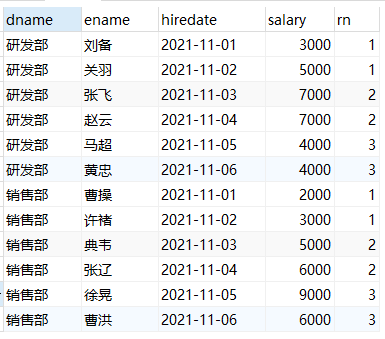 dname ename hiredate salary rn
研发部 刘备 2021-11-01 3000 1
研发部 关羽 2021-11-02 5000 1
研发部 张飞 2021-11-03 7000 2
研发部 赵云 2021-11-04 7000 2
研发部 马超 2021-11-05 4000 3
研发部 黄忠 2021-11-06 4000 3
销售部 曹操 2021-11-01 2000 1
销售部 许褚 2021-11-02 3000 1
销售部 典韦 2021-11-03 5000 2
销售部 张辽 2021-11-04 6000 2
销售部 徐晃 2021-11-05 9000 3
销售部 曹洪 2021-11-06 6000 3